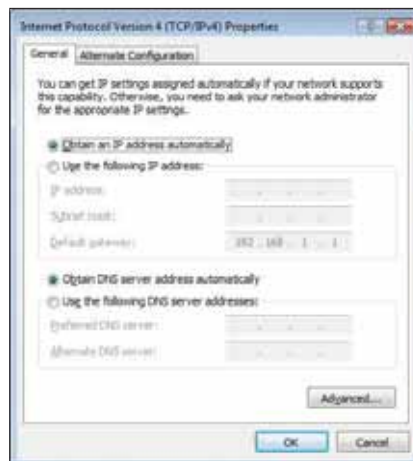 Internet Protocol Version 4 (TCP/IPv4) Properties
General Alternate Configuration
You can get IP settings assigned automatically if your network supports
this capability. Otherwise, you need to ask your network administrator
for the appropriate IP settings.
Obtain an IP address automatically
Use the following IP address:
IP address:
Subnet mask:
Default gateway: 192 . 168 . 1 . 1
Obtain DNS server address automatically
Use the following DNS server addresses:
Preferred DNS server:
Alternate DNS server:
Advanced...
OK Cancel